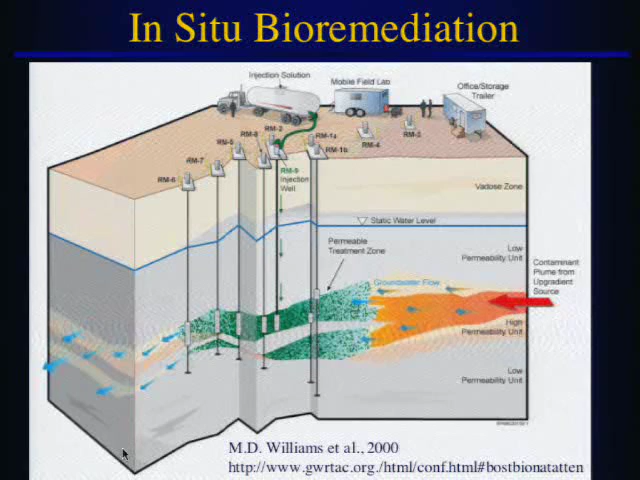 In Situ Bioremediation
Injection Solution
Mobile Field Lab
Office/Storage
Trailer
RM-2
RM-8
RM-5
RM-7
RM-6
RM-1a
RM-1b
RM-4
RM-3
RM-9
Injection
Well
Vadose Zone
Static Water Level
Permeable
Treatment Zone
Low
Permeability Unit
Groundwater Flow
Contaminant
Plume from
Upgradient
Source
High
Permeability Unit
Low
Permeability Unit
M.D. Williams et al., 2000
http://www.gwrtac.org./html/conf.html#bostbionatatten